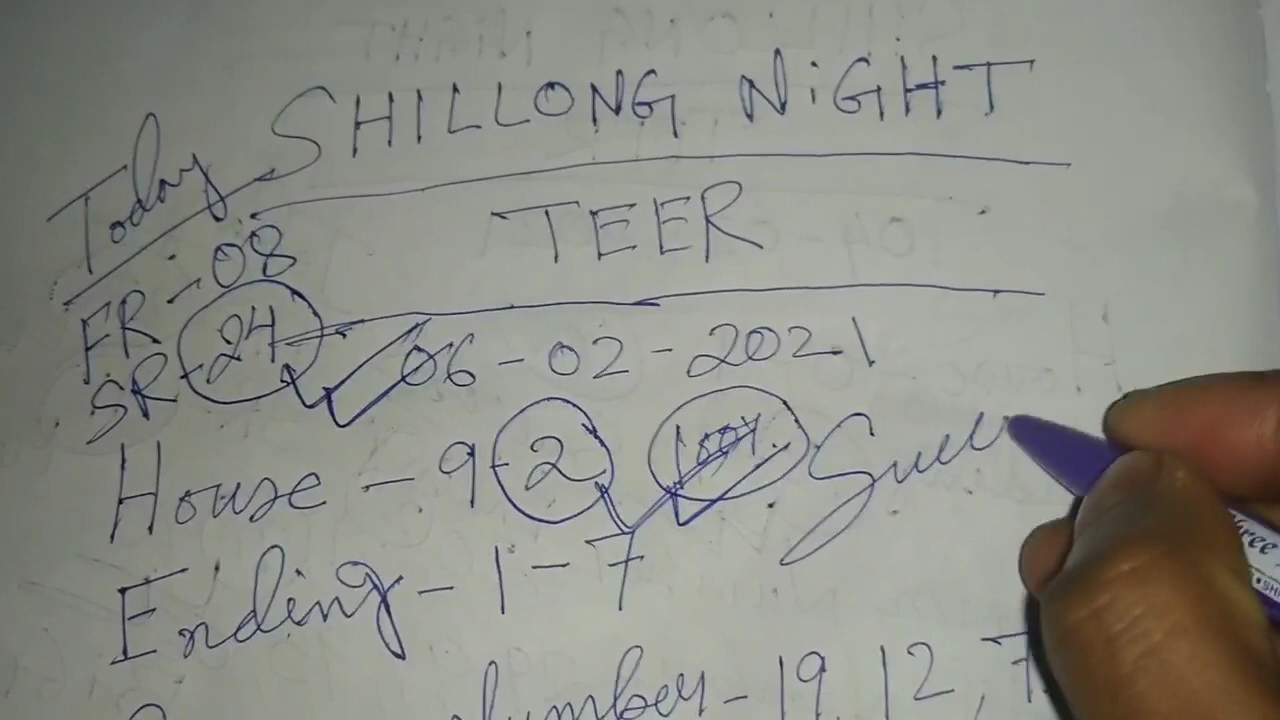 Today SHILLONG NiGHT
TEER
FR - 08
SR - 24
06-02-2021
House - 9-2 100%.
Ending - 1-7
number - 19, 12, 7